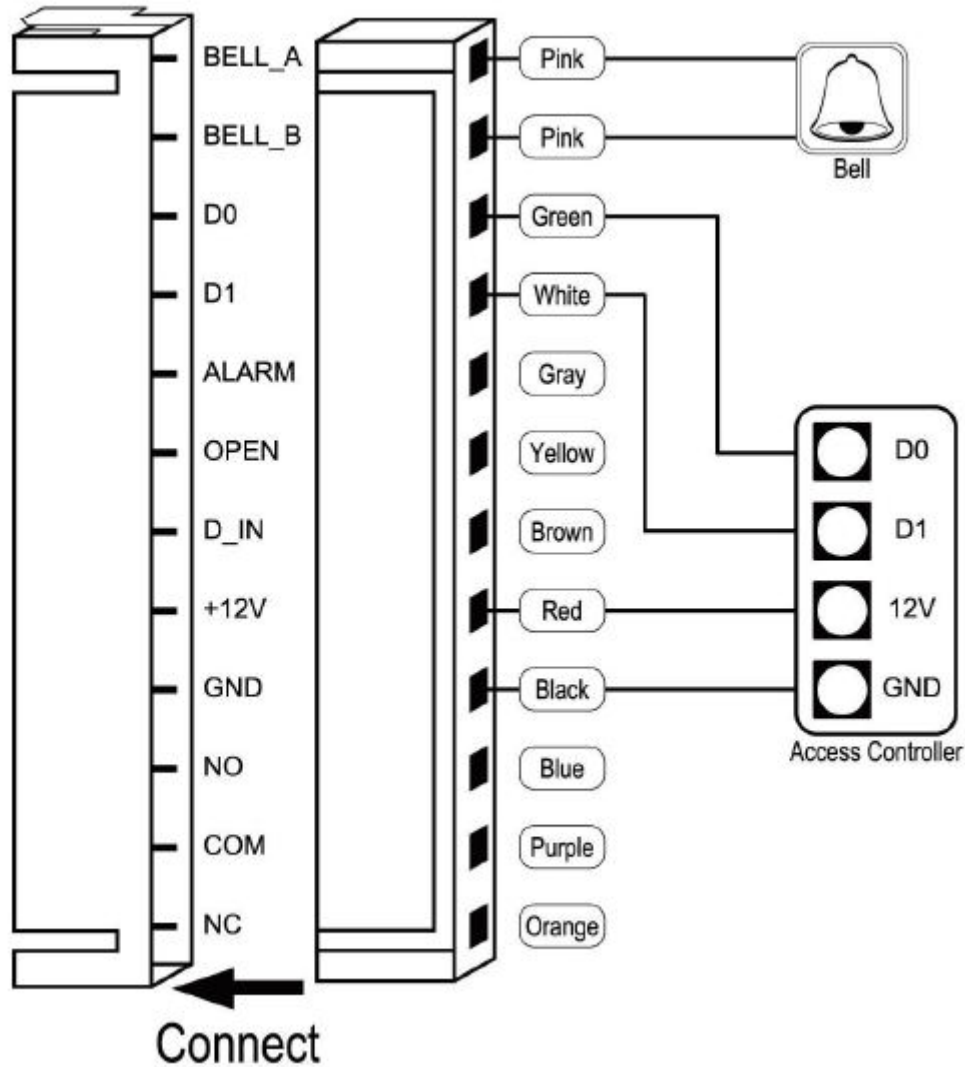 BELL_A
Pink
BELL_B
Pink
Bell
D0
Green
D1
White
ALARM
Gray
OPEN
Yellow
D0
D_IN
Brown
D1
+12V
Red
12V
GND
Black
GND
Access Controller
NO
Blue
COM
Purple
NC
Orange
Connect